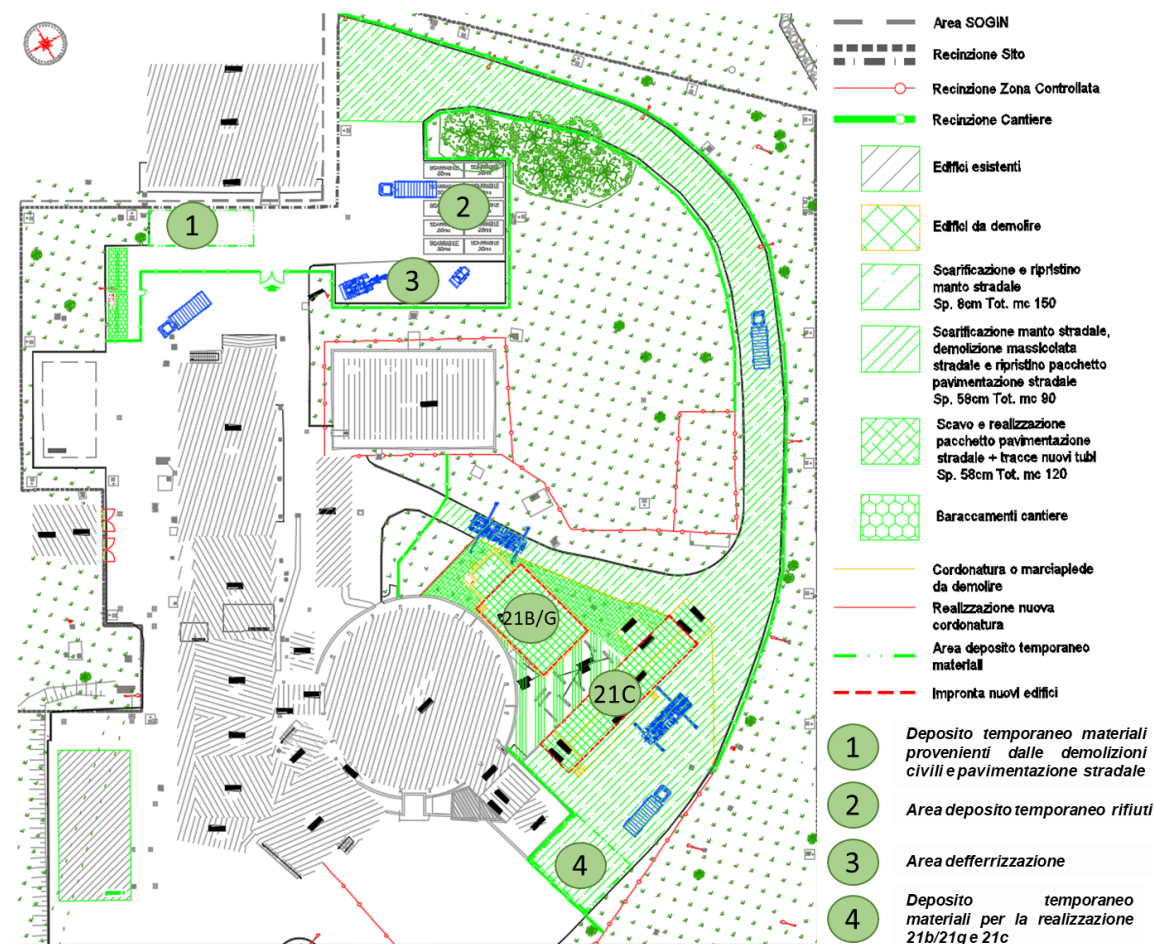 Area SOGIN
Recinzione Sito
Recinzione Zona Controllata
Recinzione Cantiere
Edifici esistenti
Edifici da demolire
Scarificazione e ripristino
manto stradale
Sp. 8cm Tot. mc 150
Scarificazione manto stradale,
demolizione massicciata
stradale e ripristino pacchetto
pavimentazione stradale
Sp. 58cm Tot. mc 90
Scavo e realizzazione
pacchetto pavimentazione
stradale + tracce nuovi tubi
Sp. 58cm Tot. mc 120
Baraccamenti cantiere
Cordonatura o marciapiede
da demolire
Realizzazione nuova
cordonatura
Area deposito temporaneo
materiali
Impronta nuovi edifici
1
Deposito temporaneo materiali
provenienti dalle demolizioni
civili e pavimentazione stradale
2
Area deposito temporaneo rifiuti
3
Area defferrizzazione
4
Deposito temporaneo
materiali per la realizzazione
21b/21g e 21c
1
2
3
21B/G
21C
4
SCARRABILE
30mc
SCARRABILE
30mc